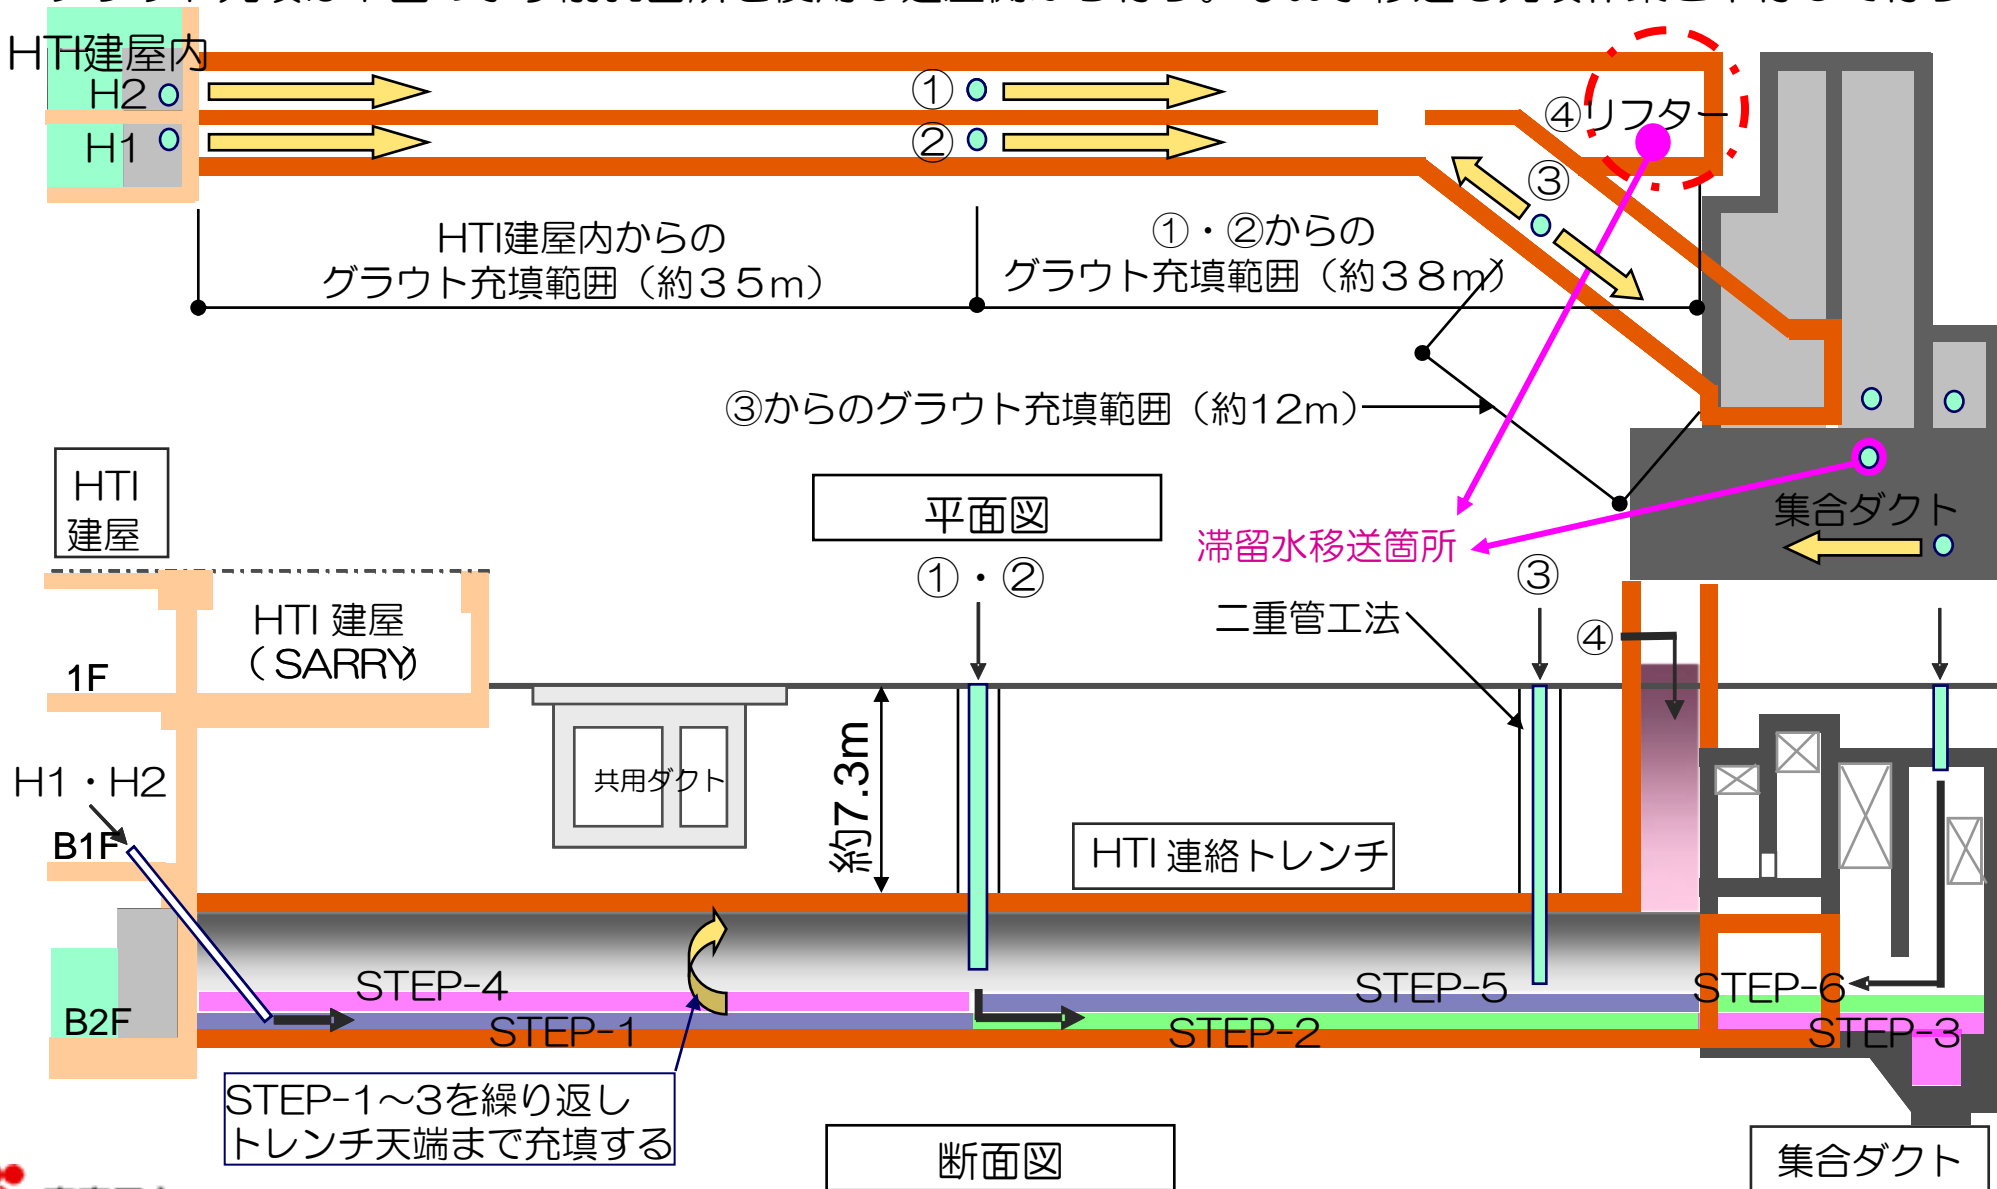 HTI建屋内
H2
①
④リフター
H1
②
③
HTI建屋内からの
グラウト充填範囲（約35m）
①・②からの
グラウト充填範囲（約38m）
③からのグラウト充填範囲（約12m）
HTI
建屋
平面図
滞留水移送箇所
集合ダクト
①・②
③
二重管工法
④
HTI 建屋
（SARRY）
1F
共用ダクト
約7.3m
H1・H2
B1F
HTI 連絡トレンチ
STEP-4
STEP-5
STEP-6
B2F
STEP-1
STEP-2
STEP-3
STEP-1～3を繰り返し
トレンチ天端まで充填する
断面図
集合ダクト